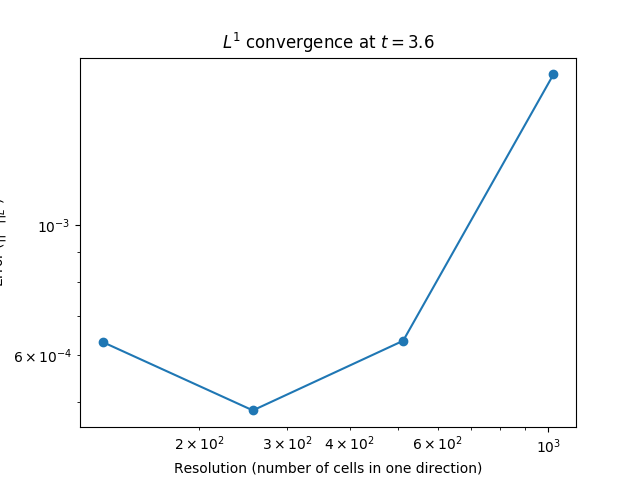 $L^1$ convergence at $t = 3.6$
$10^{-3}$
$6 \times 10^{-4}$
$2 \times 10^2$ $3 \times 10^2$ $4 \times 10^2$ $6 \times 10^2$ $10^3$
Resolution (number of cells in one direction)